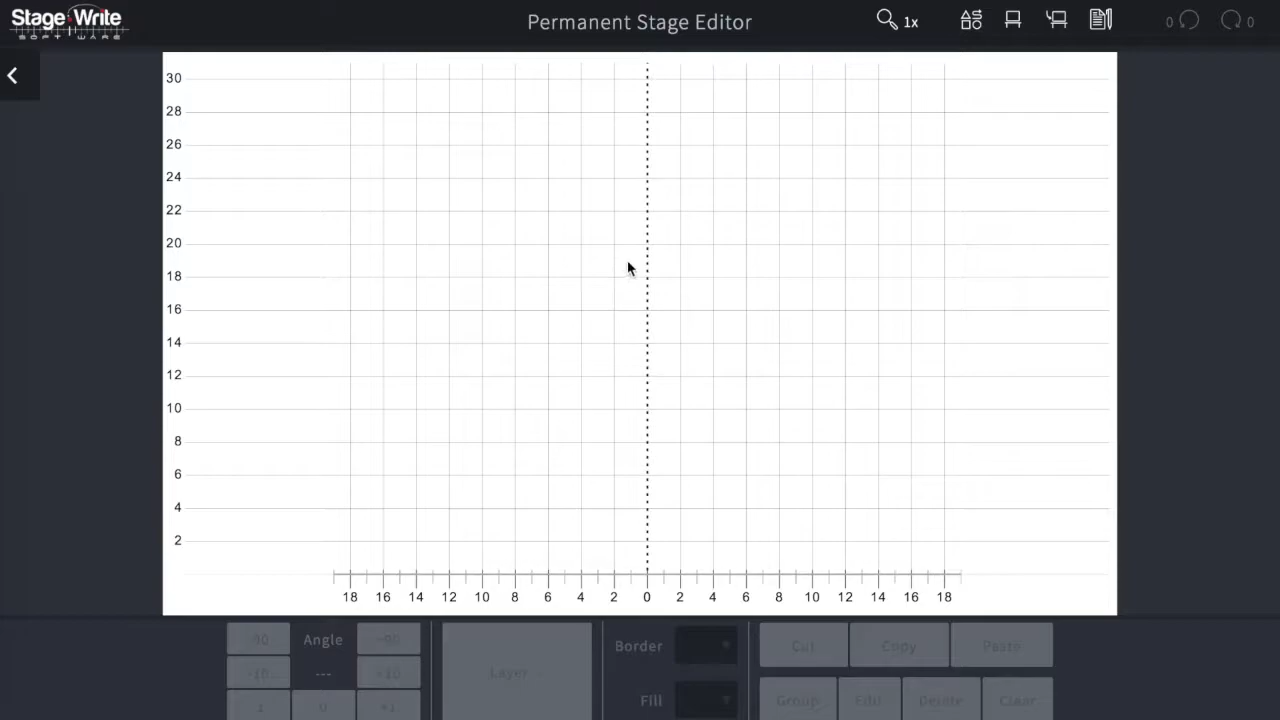 Stage Write
SOFTWARE
Permanent Stage Editor
1x
0
0
30
28
26
24
22
20
18
16
14
12
10
8
6
4
2
18 16 14 12 10 8 6 4 2 0 2 4 6 8 10 12 14 16 18
Angle
---
0
Layer
Border
Fill
Cut Copy Paste
Group Edit Delete Clear